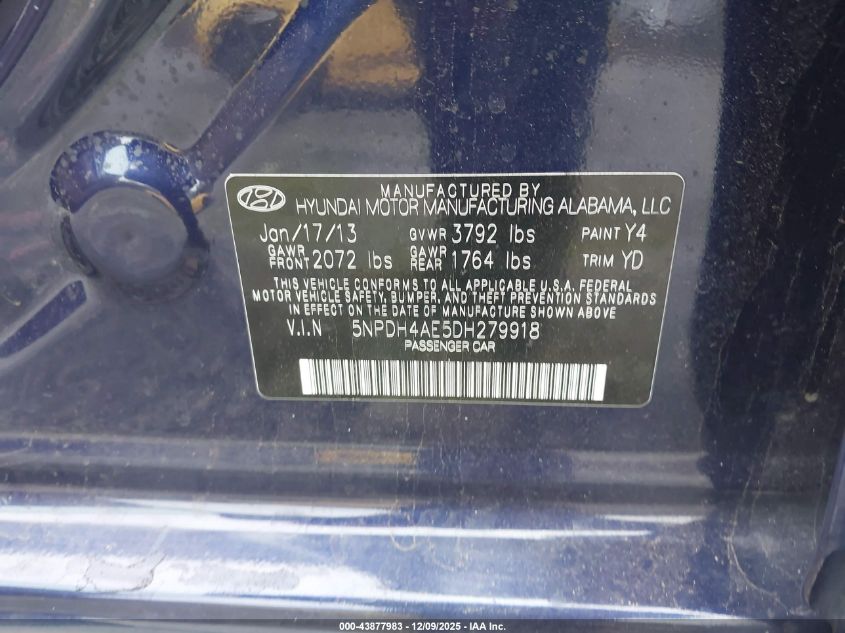 MANUFACTURED BY
HYUNDAI MOTOR MANUFACTURING ALABAMA, LLC
Jan/17/13 GVWR 3792 lbs PAINT Y4
GAWR FRONT 2072 lbs GAWR REAR 1764 lbs TRIM YD
THIS VEHICLE CONFORMS TO ALL APPLICABLE U.S.A. FEDERAL
MOTOR VEHICLE SAFETY, BUMPER, AND THEFT PREVENTION STANDARDS
IN EFFECT ON THE DATE OF MANUFACTURE SHOWN ABOVE
V.I.N 5NPDH4AE5DH279918
PASSENGER CAR
000-43877983 - 12/09/2025 - IAA Inc.